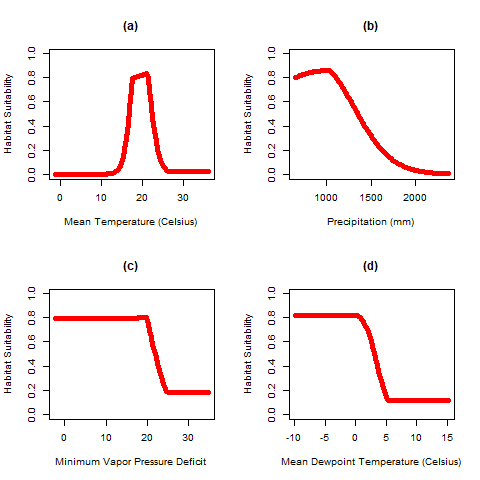 (a)
Habitat Suitability
0.0 0.2 0.4 0.6 0.8 1.0
0 10 20 30
Mean Temperature (Celsius)
(b)
Habitat Suitability
0.0 0.2 0.4 0.6 0.8 1.0
1000 1500 2000
Precipitation (mm)
(c)
Habitat Suitability
0.0 0.2 0.4 0.6 0.8 1.0
0 10 20 30
Minimum Vapor Pressure Deficit
(d)
Habitat Suitability
0.0 0.2 0.4 0.6 0.8 1.0
-10 -5 0 5 10 15
Mean Dewpoint Temperature (Celsius)